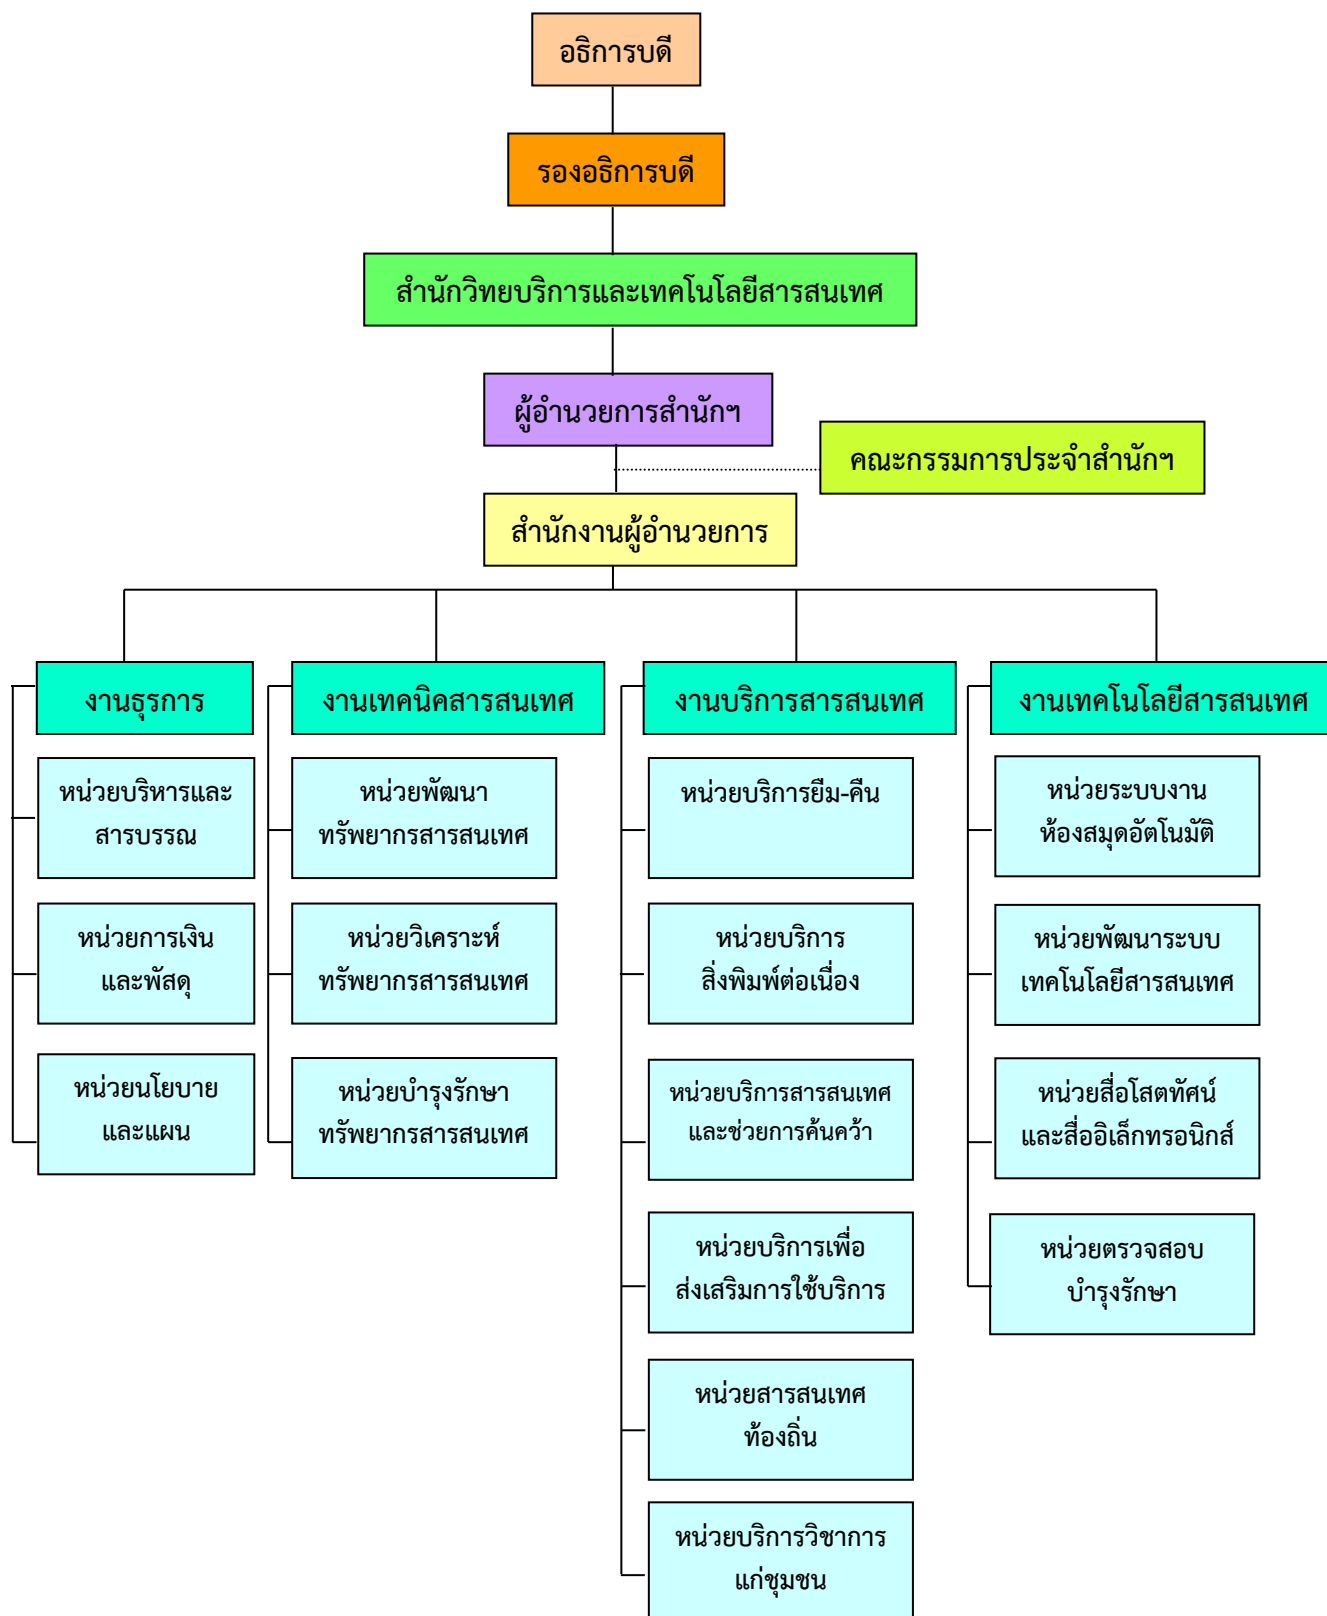 อธิการบดี
รองอธิการบดี
สำนักวิทยบริการและเทคโนโลยีสารสนเทศ
ผู้อำนวยการสำนักฯ
คณะกรรมการประจำสำนักฯ
สำนักงานผู้อำนวยการ
งานธุรการ
หน่วยบริหารและ
สารบรรณ
หน่วยการเงิน
และพัสดุ
หน่วยนโยบาย
และแผน
งานเทคนิคสารสนเทศ
หน่วยพัฒนา
ทรัพยากรสารสนเทศ
หน่วยวิเคราะห์
ทรัพยากรสารสนเทศ
หน่วยบำรุงรักษา
ทรัพยากรสารสนเทศ
งานบริการสารสนเทศ
หน่วยบริการยืม-คืน
หน่วยบริการ
สิ่งพิมพ์ต่อเนื่อง
หน่วยบริการสารสนเทศ
และช่วยการค้นคว้า
หน่วยบริการเพื่อ
ส่งเสริมการใช้บริการ
หน่วยสารสนเทศ
ท้องถิ่น
หน่วยบริการวิชาการ
แก่ชุมชน
งานเทคโนโลยีสารสนเทศ
หน่วยระบบงาน
ห้องสมุดอัตโนมัติ
หน่วยพัฒนาระบบ
เทคโนโลยีสารสนเทศ
หน่วยสื่อโสตทัศน์
และสื่ออิเล็กทรอนิกส์
หน่วยตรวจสอบ
บำรุงรักษา